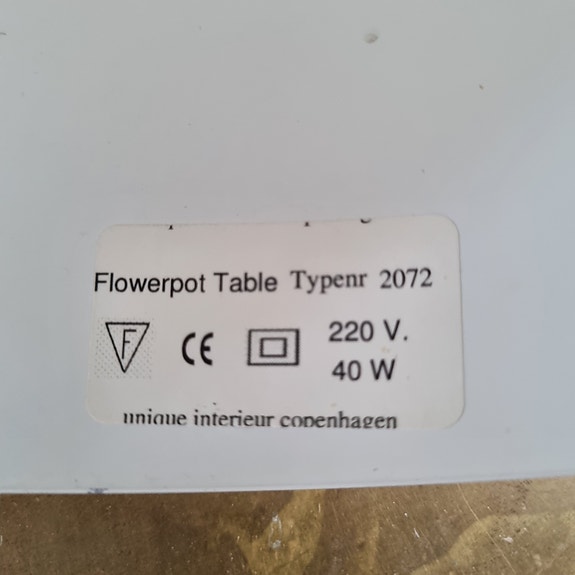 Flowerpot Table Typenr 2072
F CE 220 V.
40 W
unique interieur copenhagen